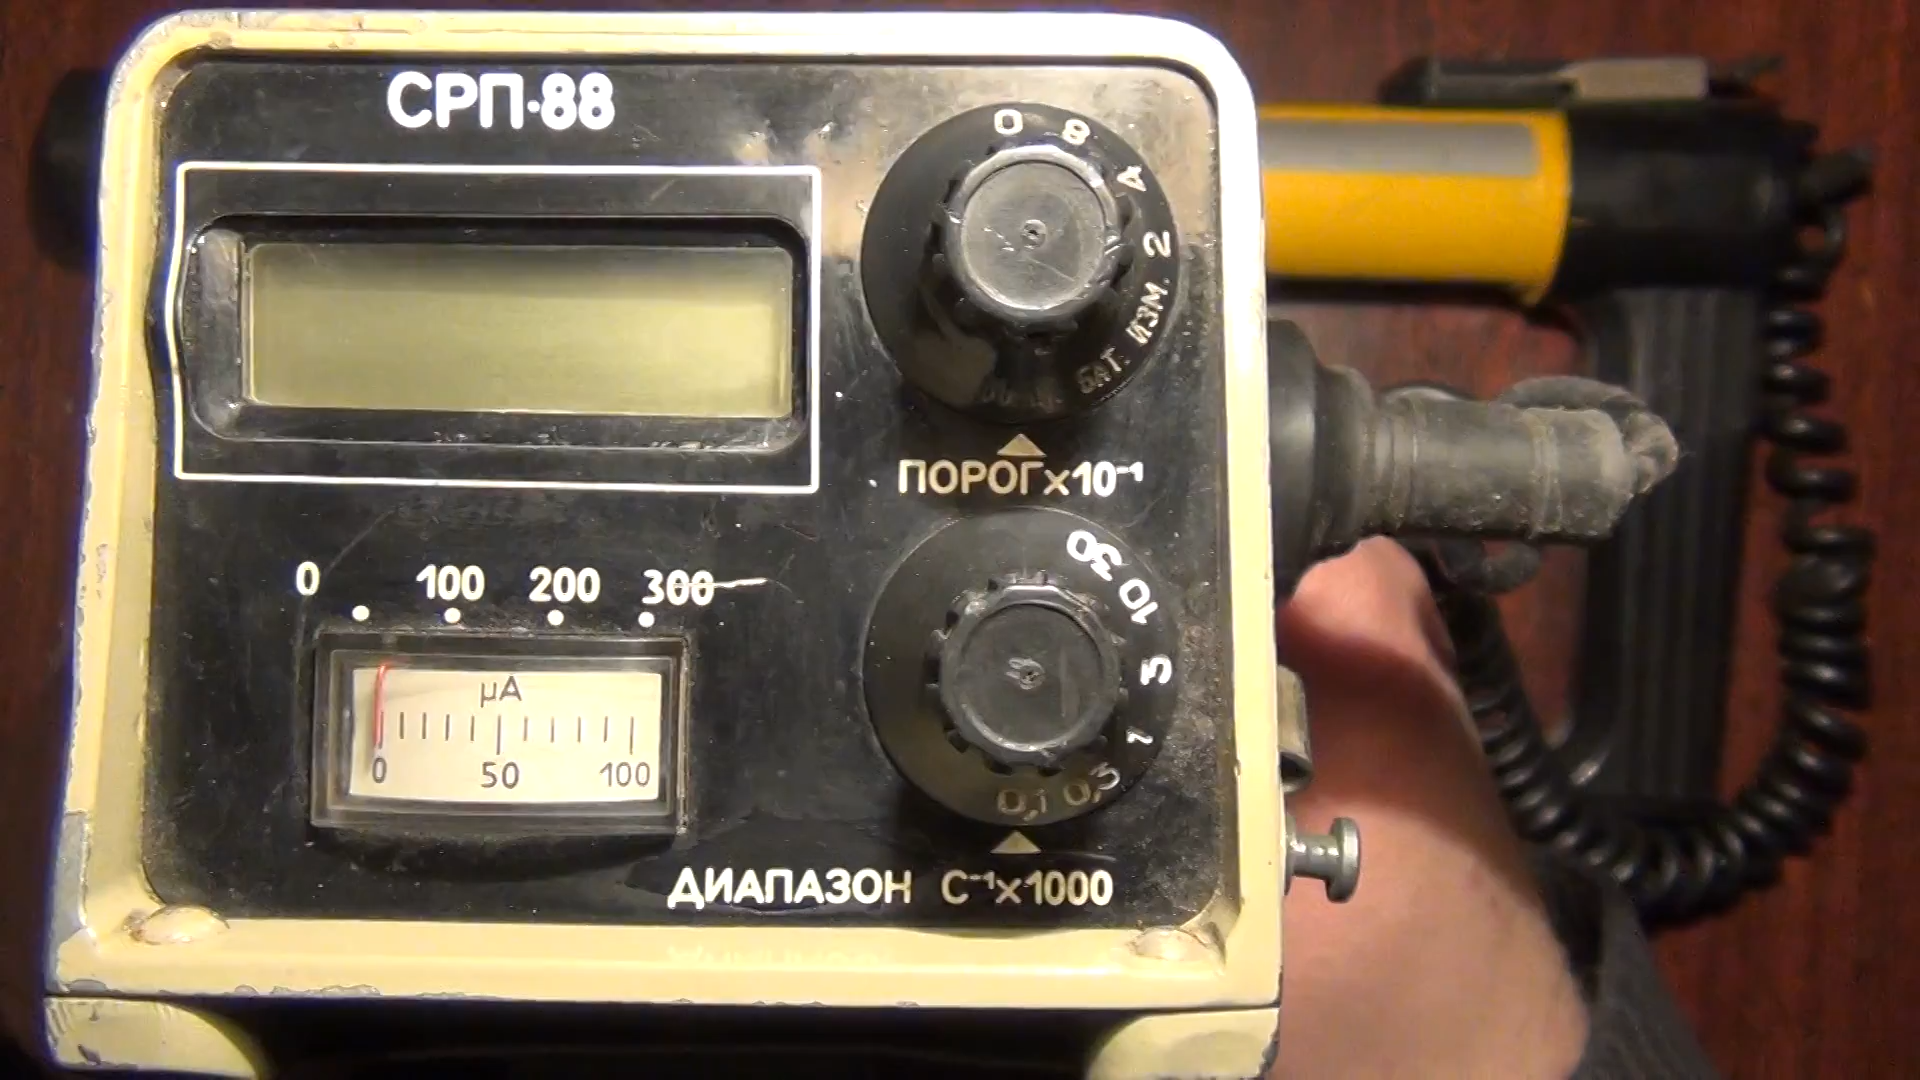 СРП-88
0 8 4 2 ИЗМ. БАТ.
ПОРОГх10⁻¹
0 100 200 300
30 10 3 1 0,3 0,1
µA
0 50 100
ДИАПАЗОН С⁻¹х1000